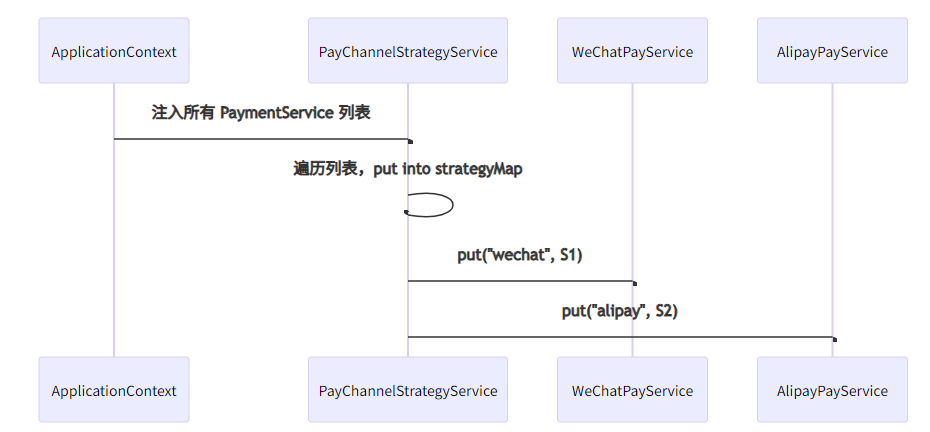 ApplicationContext
PayChannelStrategyService
WeChatPayService
AlipayPayService
注入所有 PaymentService 列表
遍历列表，put into strategyMap
put("wechat", S1)
put("alipay", S2)
ApplicationContext
PayChannelStrategyService
WeChatPayService
AlipayPayService